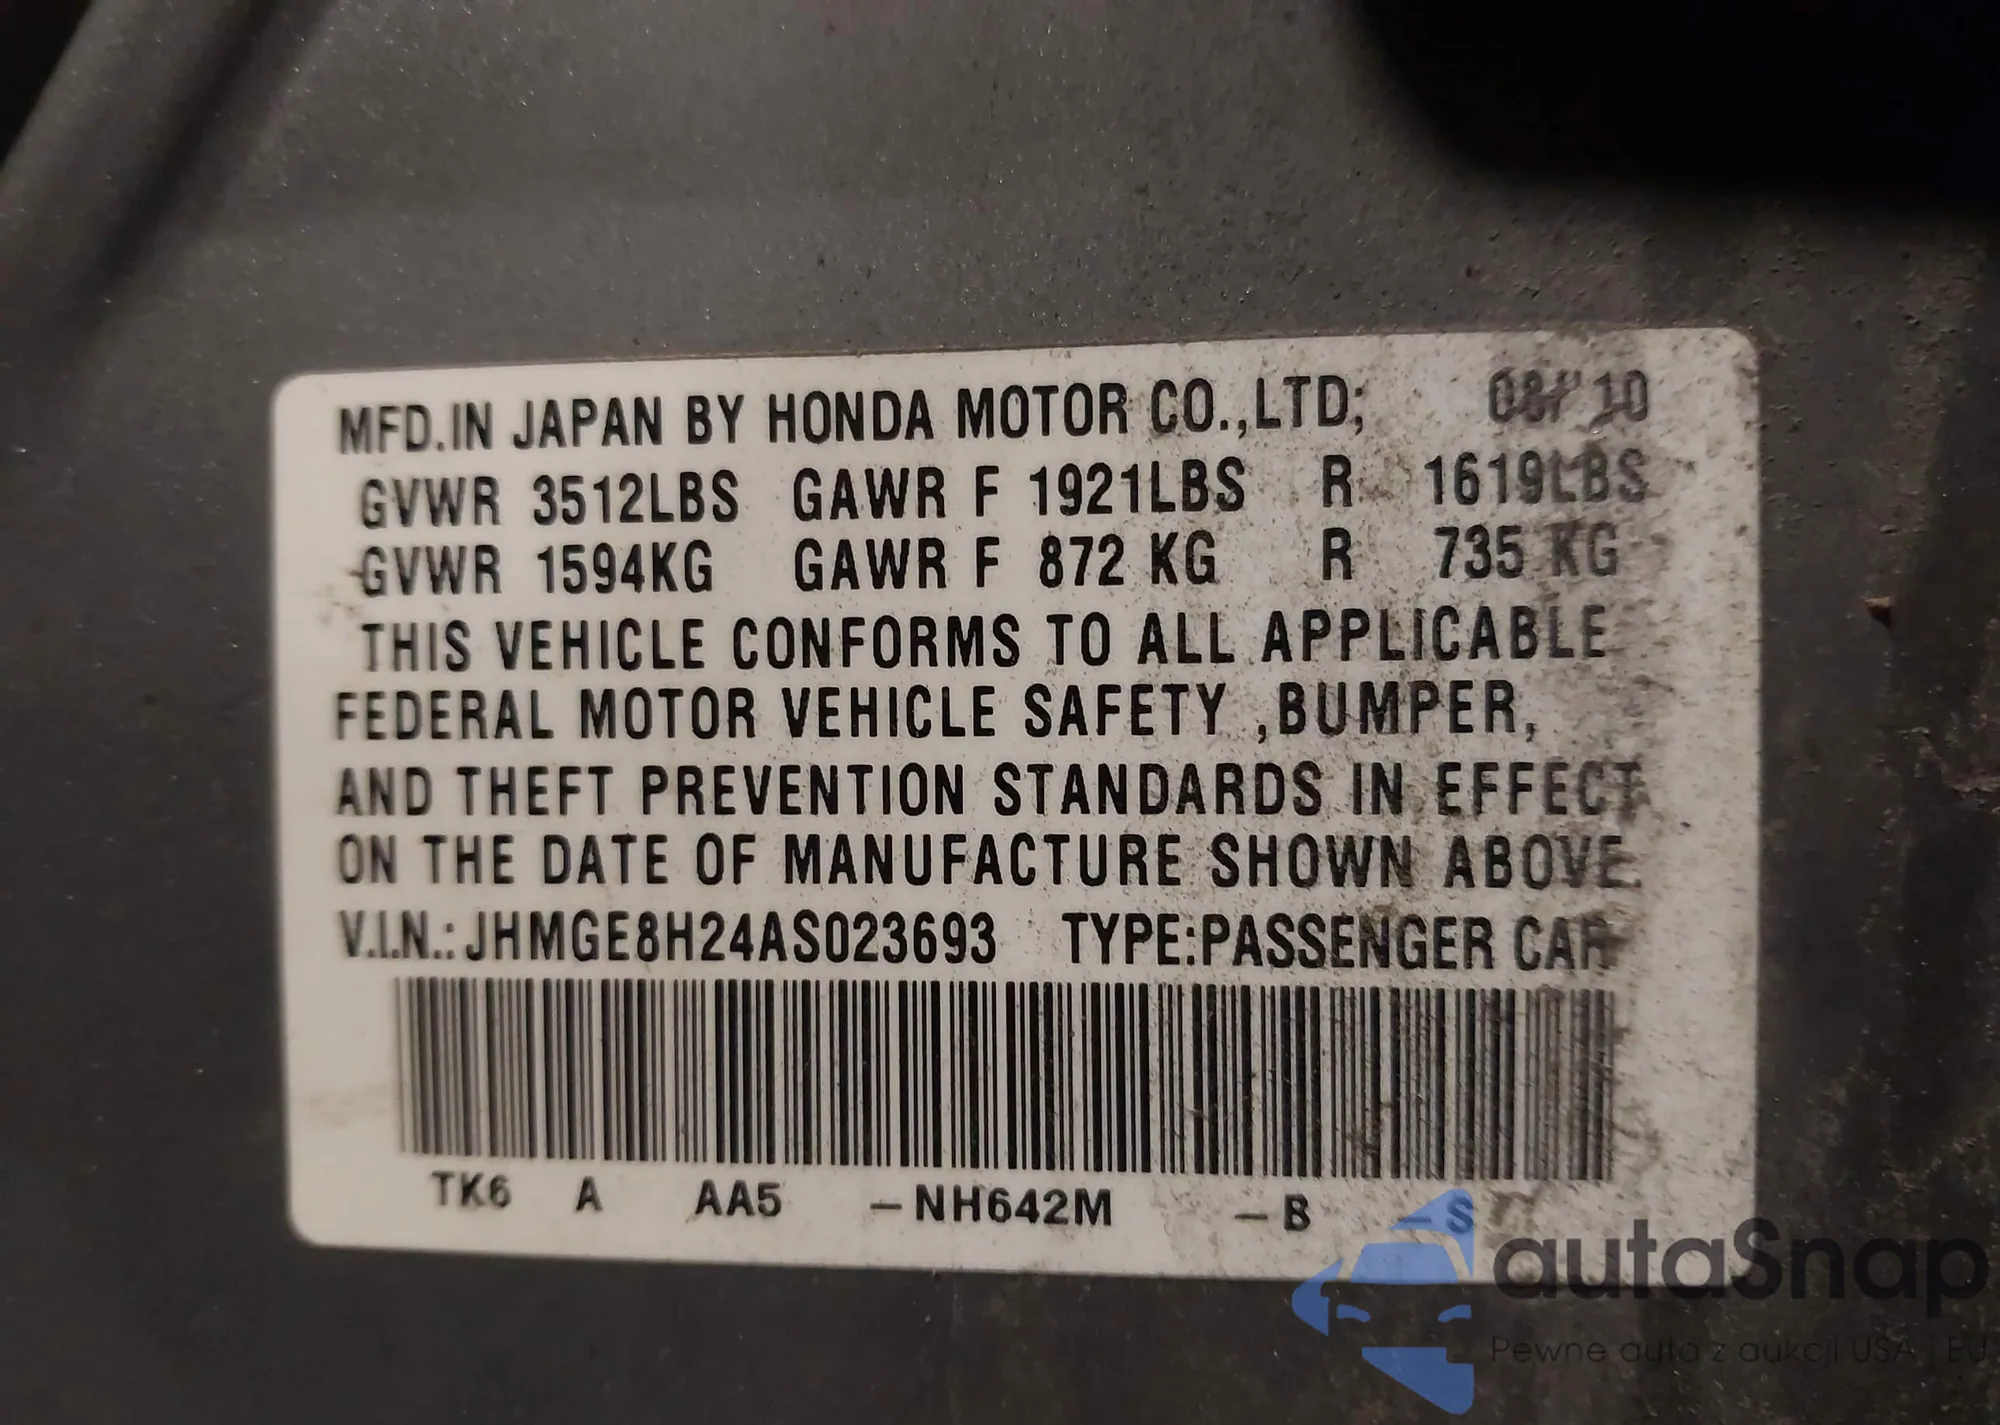 MFD.IN JAPAN BY HONDA MOTOR CO.,LTD; 08/'10
GVWR 3512LBS GAWR F 1921LBS R 1619LBS
GVWR 1594KG GAWR F 872 KG R 735 KG
THIS VEHICLE CONFORMS TO ALL APPLICABLE
FEDERAL MOTOR VEHICLE SAFETY ,BUMPER,
AND THEFT PREVENTION STANDARDS IN EFFECT
ON THE DATE OF MANUFACTURE SHOWN ABOVE.
V.I.N.: JHMGE8H24AS023693 TYPE:PASSENGER CAR
TK6 A AA5 -NH642M -B -S
autaSnap
Pewne auta z aukcji USA i EU